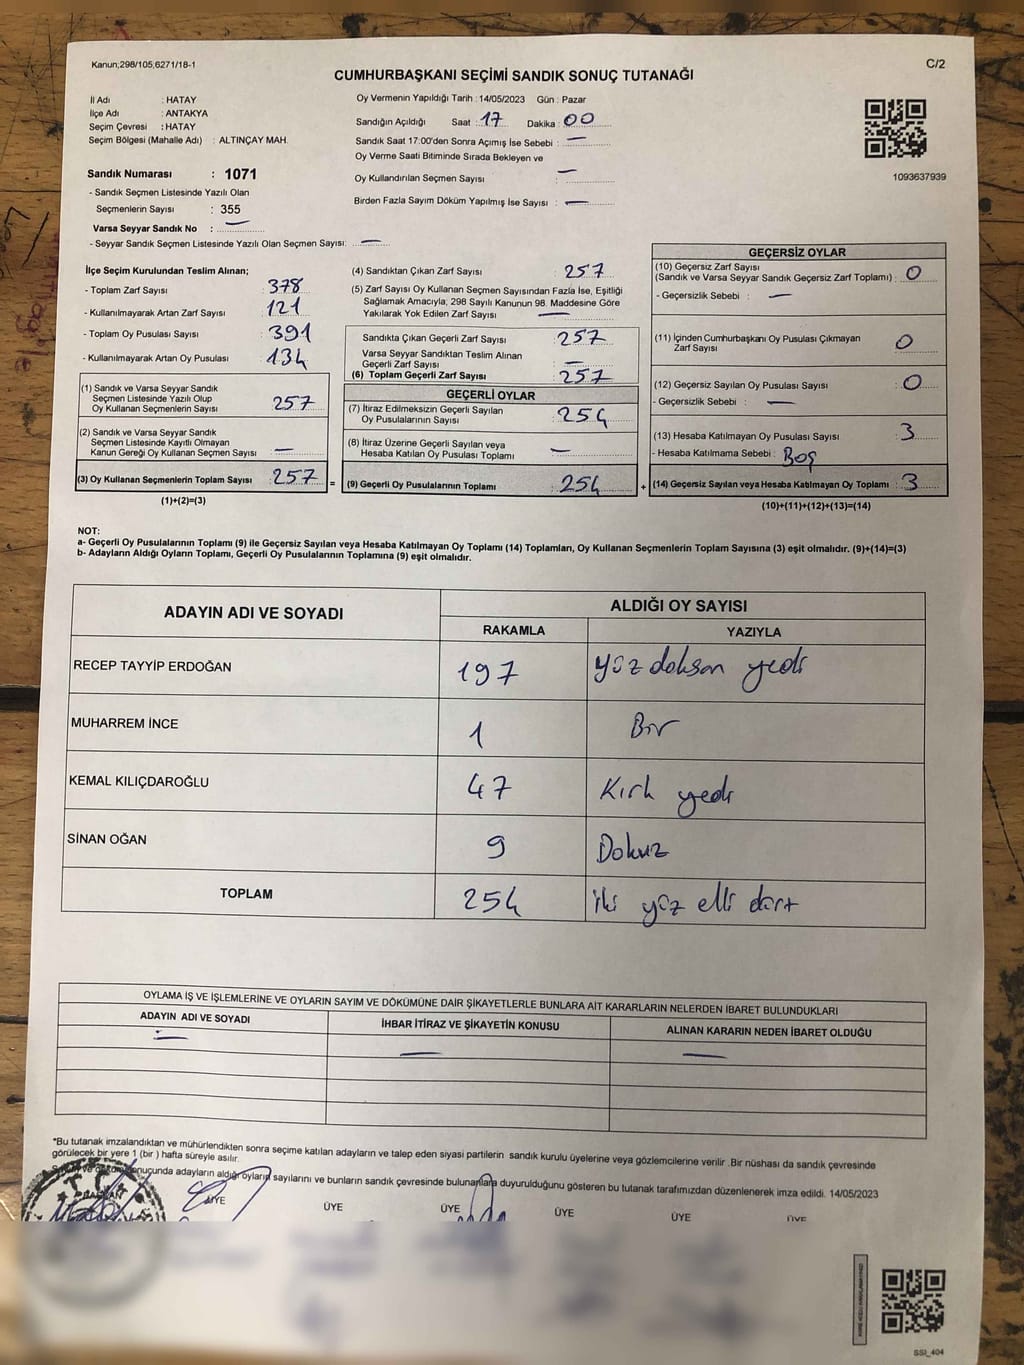 Kanun;298/105,6271/18-1
C/2
CUMHURBAŞKANI SEÇİMİ SANDIK SONUÇ TUTANAĞI
İl Adı : HATAY
İlçe Adı : ANTAKYA
Seçim Çevresi : HATAY
Seçim Bölgesi (Mahalle Adı) : ALTINÇAY MAH.
Sandık Numarası : 1071
- Sandık Seçmen Listesinde Yazılı Olan
Seçmenlerin Sayısı : 355
Varsa Seyyar Sandık No : —
- Seyyar Sandık Seçmen Listesinde Yazılı Olan Seçmen Sayısı: —
Oy Vermenin Yapıldığı Tarih : 14/05/2023 Gün : Pazar
Sandığın Açıldığı Saat : 17 Dakika : 00
Sandık Saat 17:00'den Sonra Açımış İse Sebebi : —
Oy Verme Saati Bitiminde Sırada Bekleyen ve
Oy Kullandırılan Seçmen Sayısı : —
Birden Fazla Sayım Döküm Yapılmış İse Sayısı : —
1093637939
İlçe Seçim Kurulundan Teslim Alınan;
- Toplam Zarf Sayısı : 378
- Kullanılmayarak Artan Zarf Sayısı : 121
- Toplam Oy Pusulası Sayısı : 391
- Kullanılmayarak Artan Oy Pusulası : 134
(1) Sandık ve Varsa Seyyar Sandık
Seçmen Listesinde Yazılı Olup
Oy Kullanan Seçmenlerin Sayısı : 257
(2) Sandık ve Varsa Seyyar Sandık
Seçmen Listesinde Kayıtlı Olmayan
Kanun Gereği Oy Kullanan Seçmen Sayısı : —
(3) Oy Kullanan Seçmenlerin Toplam Sayısı : 257 =
(1)+(2)=(3)
(4) Sandıktan Çıkan Zarf Sayısı : 257
(5) Zarf Sayısı Oy Kullanan Seçmen Sayısından Fazla İse, Eşitliği
Sağlamak Amacıyla; 298 Sayılı Kanunun 98. Maddesine Göre
Yakılarak Yok Edilen Zarf Sayısı : —
Sandıkta Çıkan Geçerli Zarf Sayısı : 257
Varsa Seyyar Sandıktan Teslim Alınan
Geçerli Zarf Sayısı : —
(6) Toplam Geçerli Zarf Sayısı : 257
GEÇERLİ OYLAR
(7) İtiraz Edilmeksizin Geçerli Sayılan
Oy Pusulalarının Sayısı : 254
(8) İtiraz Üzerine Geçerli Sayılan veya
Hesaba Katılan Oy Pusulası Toplamı : —
(9) Geçerli Oy Pusulalarının Toplamı : 254 +
GEÇERSİZ OYLAR
(10) Geçersiz Zarf Sayısı
(Sandık ve Varsa Seyyar Sandık Geçersiz Zarf Toplamı) : 0
- Geçersizlik Sebebi : —
(11) İçinden Cumhurbaşkanı Oy Pusulası Çıkmayan
Zarf Sayısı : 0
(12) Geçersiz Sayılan Oy Pusulası Sayısı : 0
- Geçersizlik Sebebi : —
(13) Hesaba Katılmayan Oy Pusulası Sayısı : 3
- Hesaba Katılmama Sebebi : Boş
(14) Geçersiz Sayılan veya Hesaba Katılmayan Oy Toplamı : 3
(10)+(11)+(12)+(13)=(14)
NOT:
a- Geçerli Oy Pusulalarının Toplamı (9) ile Geçersiz Sayılan veya Hesaba Katılmayan Oy Toplamı (14) Toplamları, Oy Kullanan Seçmenlerin Toplam Sayısına (3) eşit olmalıdır. (9)+(14)=(3)
b- Adayların Aldığı Oyların Toplamı, Geçerli Oy Pusulalarının Toplamına (9) eşit olmalıdır.
ADAYIN ADI VE SOYADI ALDIĞI OY SAYISI
RAKAMLA YAZIYLA
RECEP TAYYİP ERDOĞAN 197 yüz doksan yedi
MUHARREM İNCE 1 Bir
KEMAL KILIÇDAROĞLU 47 Kırk yedi
SİNAN OĞAN 9 Dokuz
TOPLAM 254 iki yüz elli dört
OYLAMA İŞ VE İŞLEMLERİNE VE OYLARIN SAYIM VE DÖKÜMÜNE DAİR ŞİKAYETLERLE BUNLARA AİT KARARLARIN NELERDEN İBARET BULUNDUKLARI
ADAYIN ADI VE SOYADI İHBAR İTİRAZ VE ŞİKAYETİN KONUSU ALINAN KARARIN NEDEN İBARET OLDUĞU
— — —
*Bu tutanak imzalandıktan ve mühürlendikten sonra seçime katılan adayların ve talep eden siyasi partilerin sandık kurulu üyelerine veya gözlemcilerine verilir .Bir nüshası da sandık çevresinde
görülecek bir yere 1 (bir ) hafta süreyle asılır.
ve sonucunda adayların aldığı oyların sayılarını ve bunların sandık çevresinde bulunanlara duyurulduğunu gösteren bu tutanak tarafımızdan düzenlenerek imza edildi. 14/05/2023
BAŞKAN ÜYE ÜYE ÜYE ÜYE ÜYE ÜYE
T.C.
SSI_404